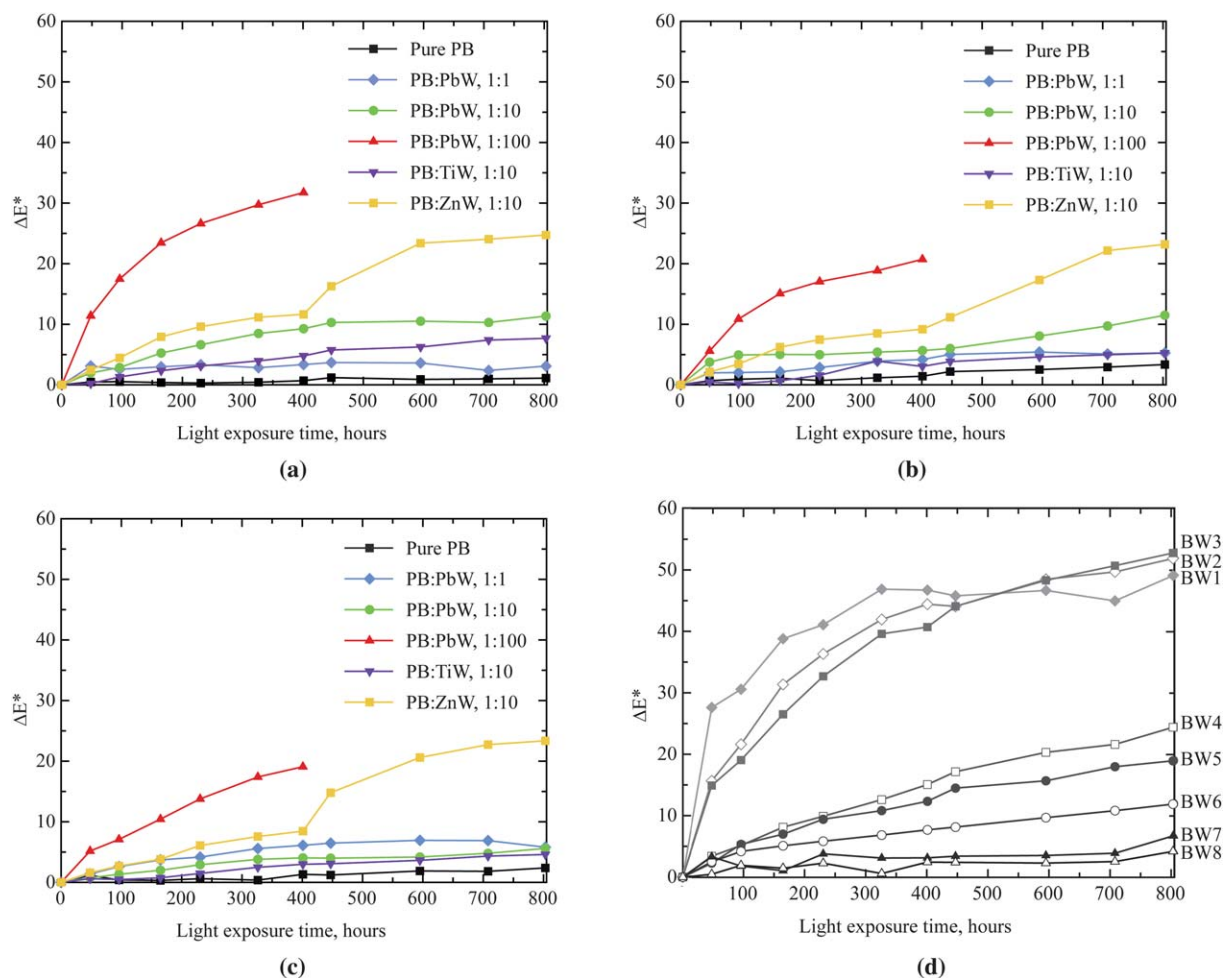 (a)
60
50
40
30
20
10
0
ΔE*
Pure PB
PB:PbW, 1:1
PB:PbW, 1:10
PB:PbW, 1:100
PB:TiW, 1:10
PB:ZnW, 1:10
0 100 200 300 400 500 600 700 800
Light exposure time, hours
(a)
60
50
40
30
20
10
0
ΔE*
Pure PB
PB:PbW, 1:1
PB:PbW, 1:10
PB:PbW, 1:100
PB:TiW, 1:10
PB:ZnW, 1:10
0 100 200 300 400 500 600 700 800
Light exposure time, hours
(b)
60
50
40
30
20
10
0
ΔE*
Pure PB
PB:PbW, 1:1
PB:PbW, 1:10
PB:PbW, 1:100
PB:TiW, 1:10
PB:ZnW, 1:10
0 100 200 300 400 500 600 700 800
Light exposure time, hours
(c)
60
50
40
30
20
10
0
ΔE*
BW3
BW2
BW1
BW4
BW5
BW6
BW7
BW8
0 100 200 300 400 500 600 700 800
Light exposure time, hours
(d)